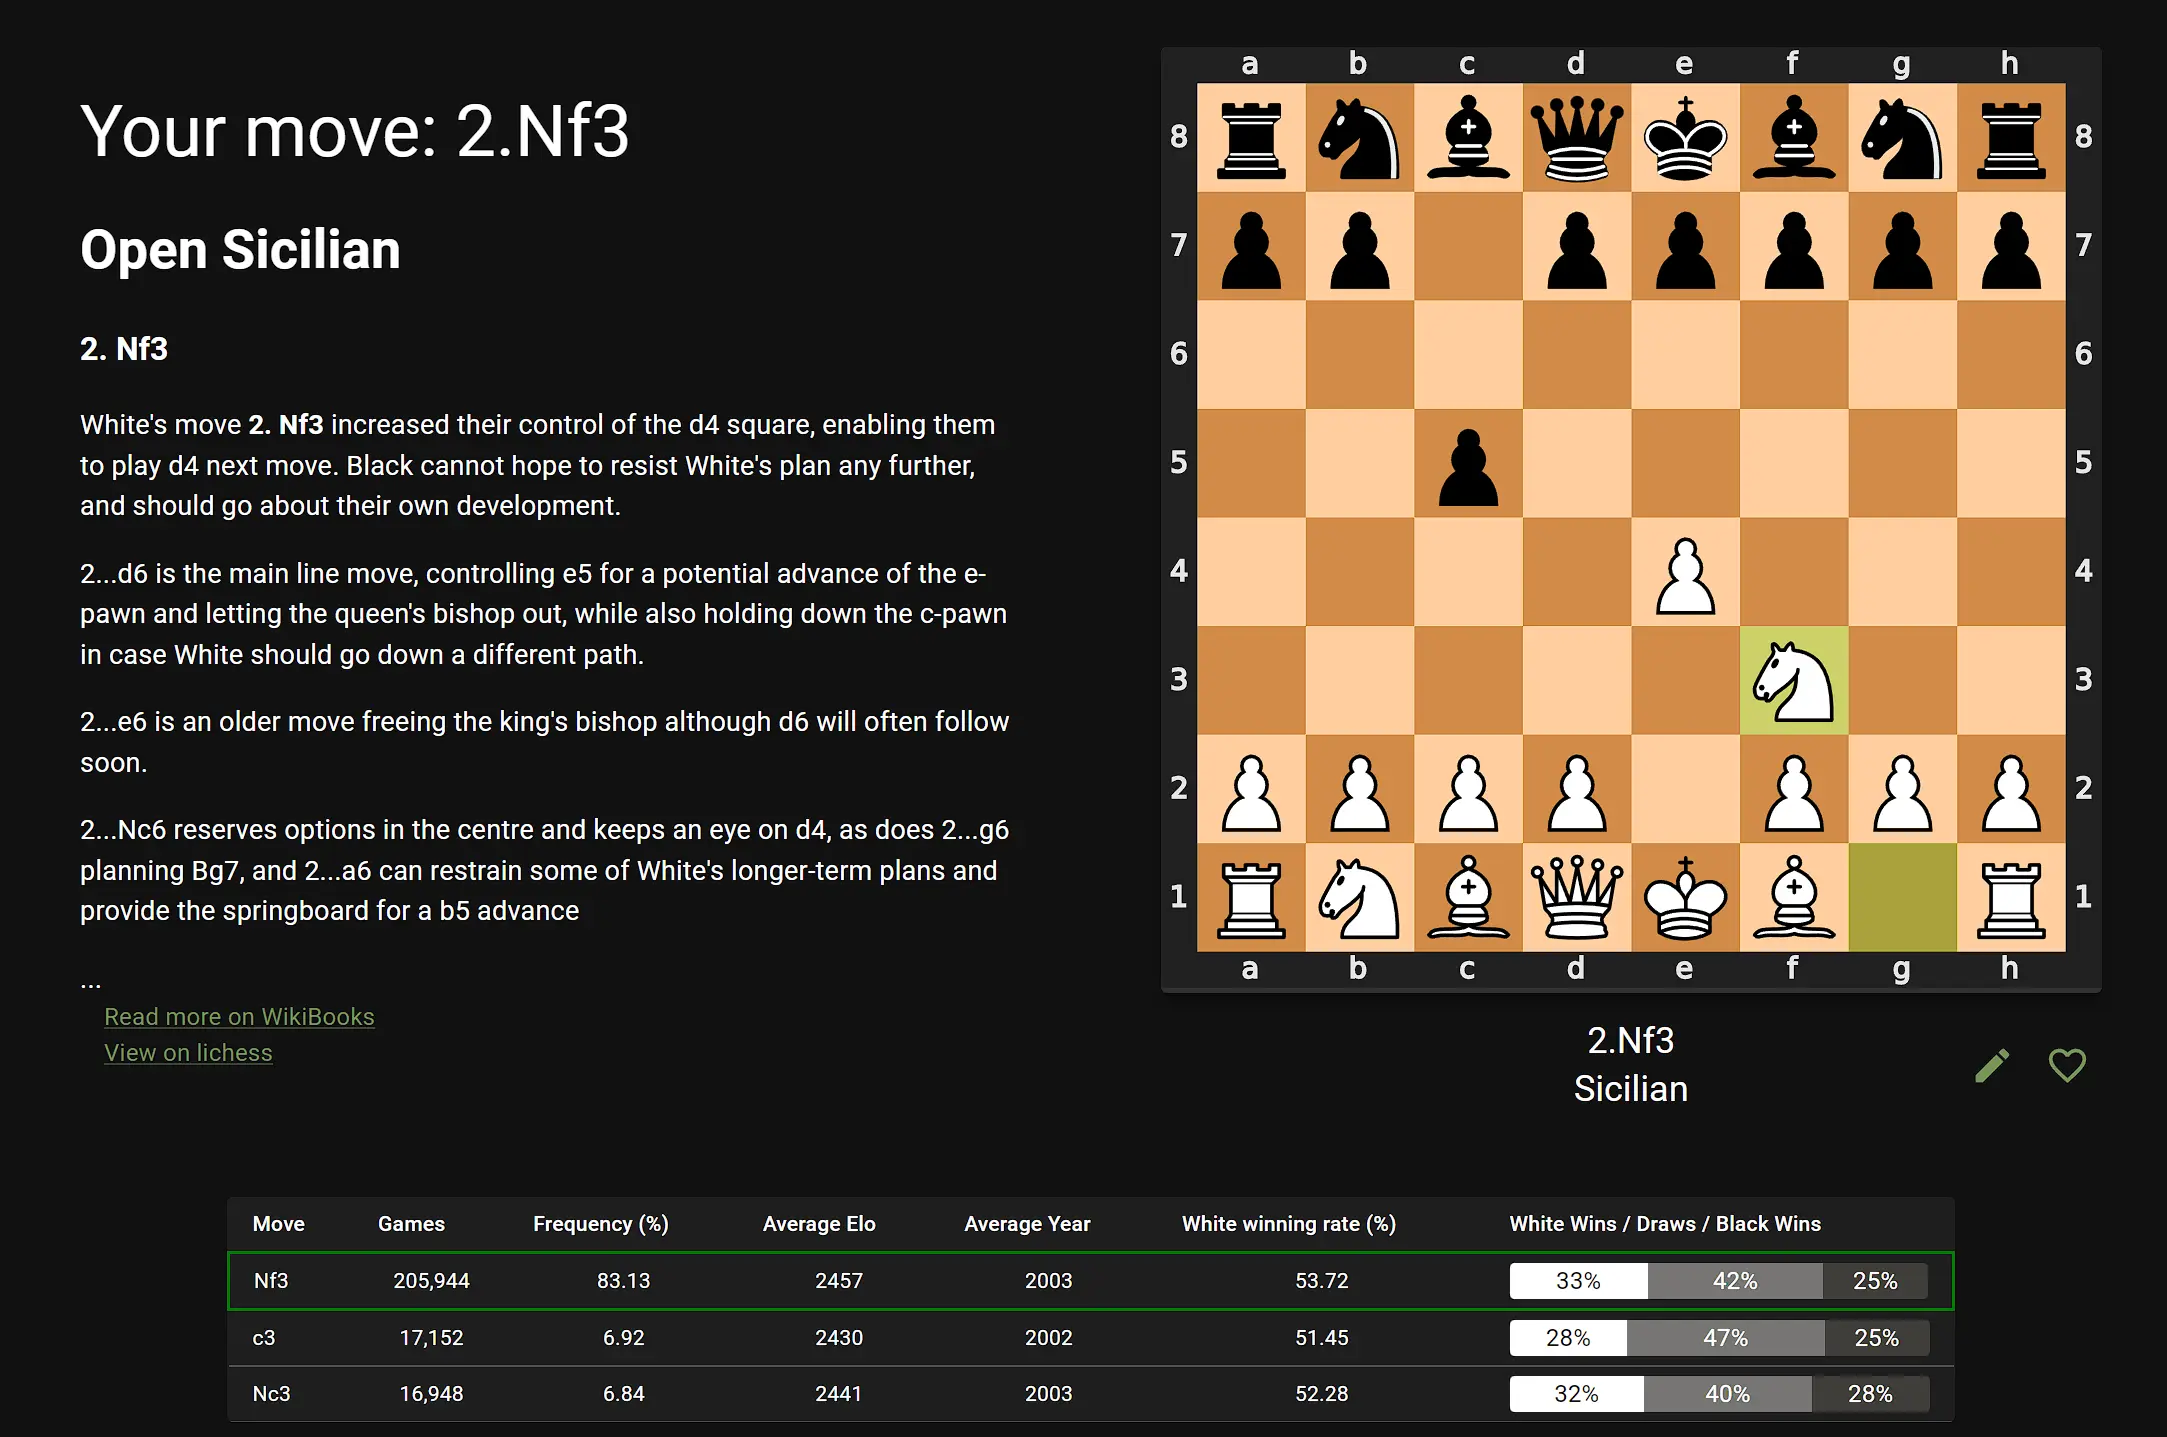 Your move: 2.Nf3
Open Sicilian
2. Nf3
White's move 2. Nf3 increased their control of the d4 square, enabling them
to play d4 next move. Black cannot hope to resist White's plan any further,
and should go about their own development.
2...d6 is the main line move, controlling e5 for a potential advance of the e-
pawn and letting the queen's bishop out, while also holding down the c-pawn
in case White should go down a different path.
2...e6 is an older move freeing the king's bishop although d6 will often follow
soon.
2...Nc6 reserves options in the centre and keeps an eye on d4, as does 2...g6
planning Bg7, and 2...a6 can restrain some of White's longer-term plans and
provide the springboard for a b5 advance
...
Read more on WikiBooks
View on lichess
a b c d e f g h
8 8
7 7
6 6
5 5
4 4
3 3
2 2
1 1
a b c d e f g h
2.Nf3
Sicilian
Move Games Frequency (%) Average Elo Average Year White winning rate (%) White Wins / Draws / Black Wins
Nf3 205,944 83.13 2457 2003 53.72 33% 42% 25%
c3 17,152 6.92 2430 2002 51.45 28% 47% 25%
Nc3 16,948 6.84 2441 2003 52.28 32% 40% 28%